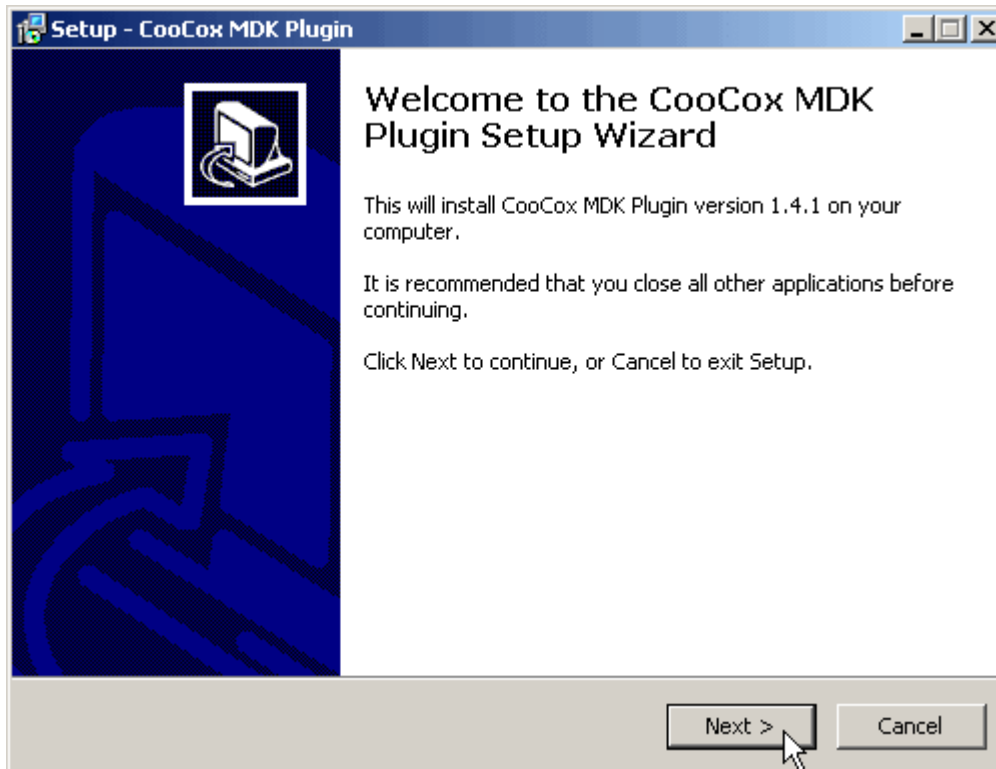 Setup - CooCox MDK Plugin
Welcome to the CooCox MDK
Plugin Setup Wizard
This will install CooCox MDK Plugin version 1.4.1 on your
computer.
It is recommended that you close all other applications before
continuing.
Click Next to continue, or Cancel to exit Setup.
Next >
Cancel